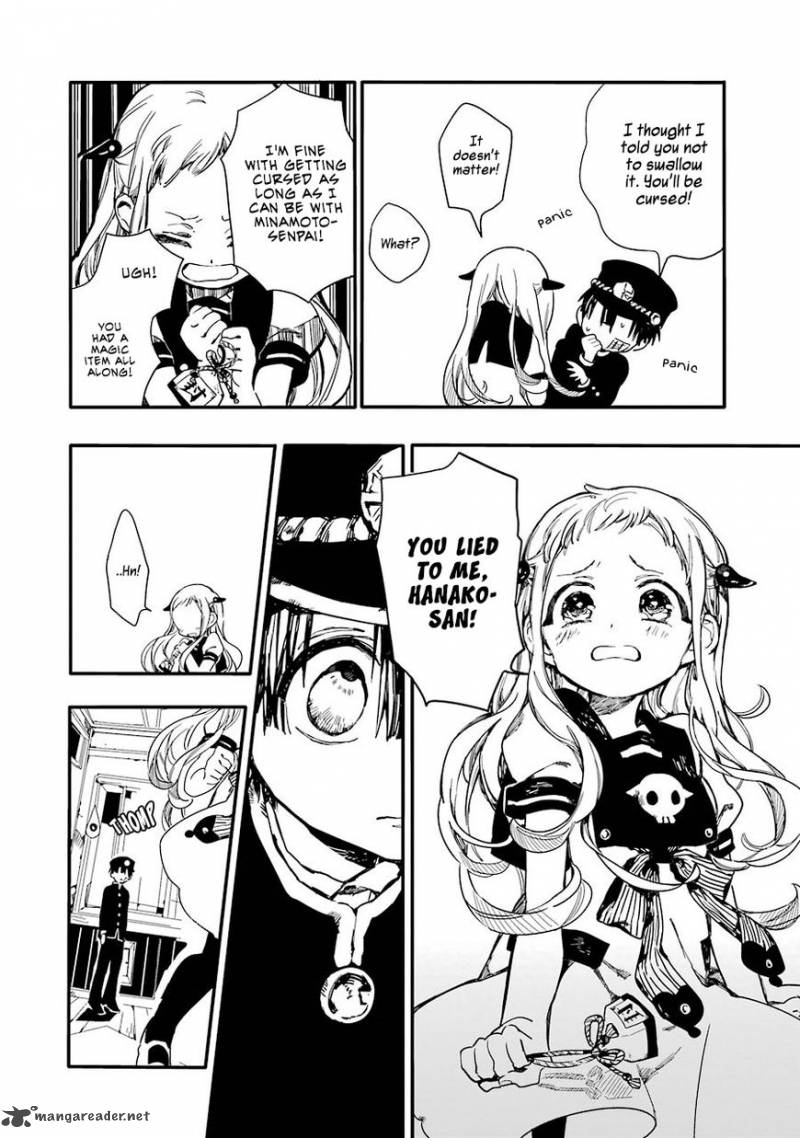 I thought I
told you not
to swallow
it. You'll be
cursed!
It
doesn't
matter!
Panic
What?
Panic
I'M FINE
WITH GETTING
CURSED AS
LONG AS I
CAN BE WITH
MINAMOTO-
SENPAI!
UGH!
YOU
HAD A
MAGIC
ITEM ALL
ALONG!
YOU LIED
TO ME,
HANAKO-
SAN!
..Hn!
THOMP
封
mangareader.net